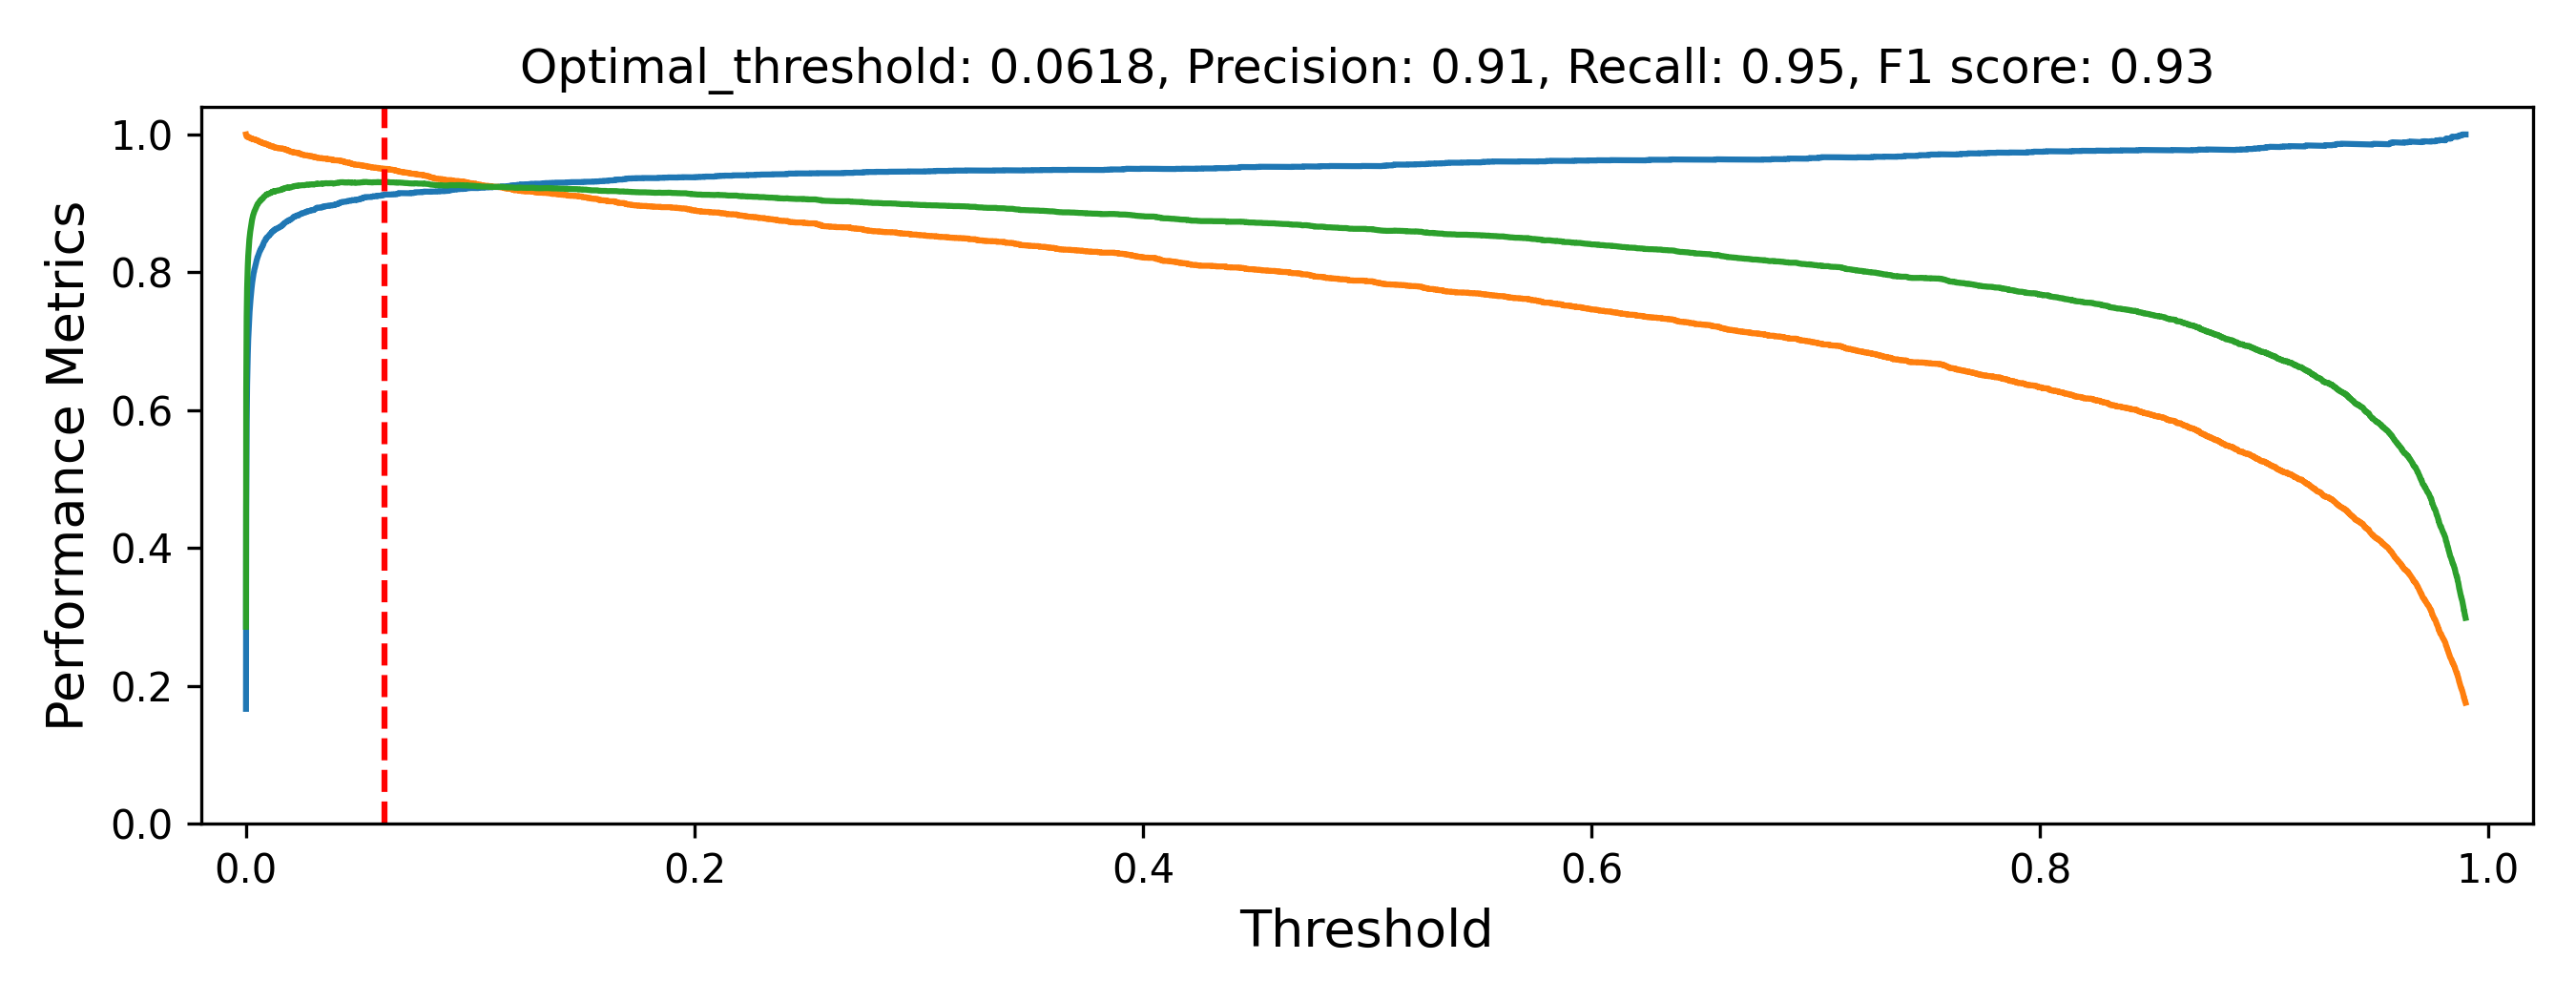 Optimal_threshold: 0.0618, Precision: 0.91, Recall: 0.95, F1 score: 0.93
Performance Metrics
1.0
0.8
0.6
0.4
0.2
0.0
0.0 0.2 0.4 0.6 0.8 1.0
Threshold